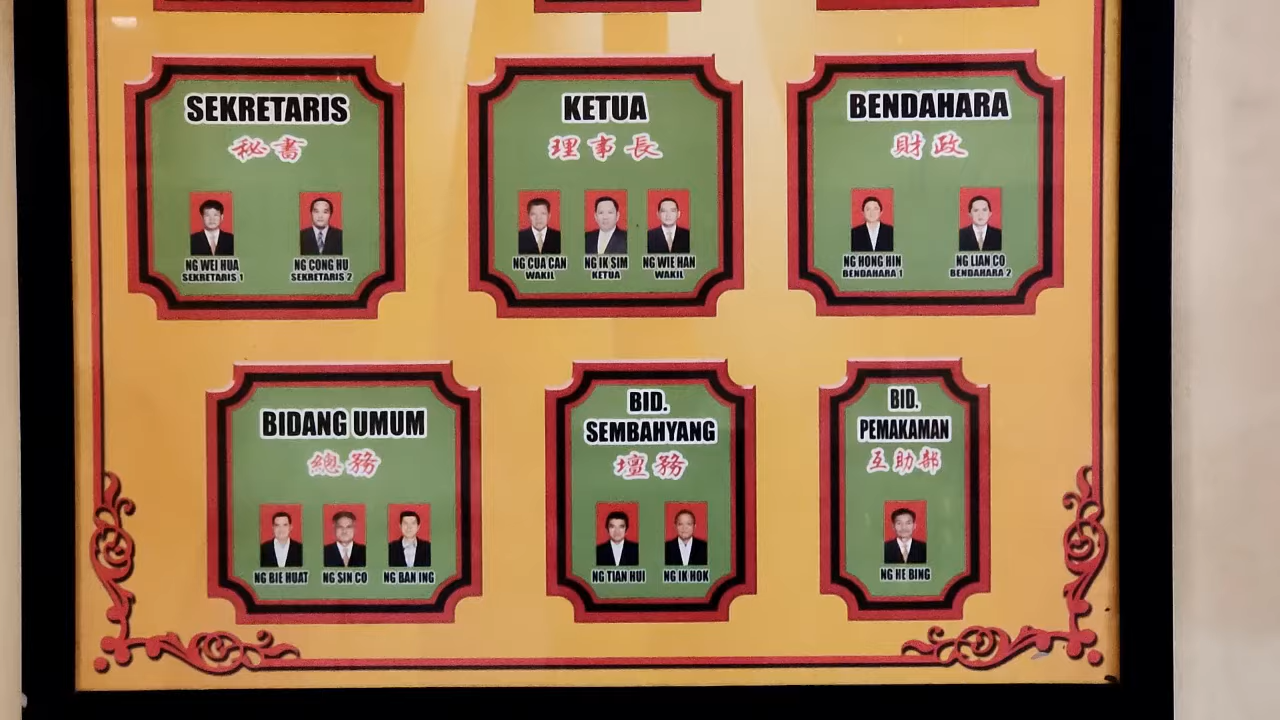 SEKRETARIS
秘書
NG WEI HUA
SEKRETARIS 1
NG CONG HU
SEKRETARIS 2
KETUA
理事長
NG CUA CAN
WAKIL
NG IK SIM
KETUA
NG WIE HAN
WAKIL
BENDAHARA
財政
NG HONG HIN
BENDAHARA 1
NG LIAN CO
BENDAHARA 2
BIDANG UMUM
總務
NG BIE HUAT
NG SIN CO
NG BAN ING
BID.
SEMBAHYANG
壇務
NG TIAN HUI
NG IK HOK
BID.
PEMAKAMAN
互助部
NG HE BING